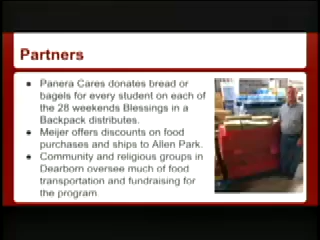 Partners
● Panera Cares donates bread or
bagels for every student on each of
the 28 weekends Blessings in a
Backpack distributes.
● Meijer offers discounts on food
purchases and ships to Allen Park.
● Community and religious groups in
Dearborn oversee much of food
transportation and fundraising for
the program